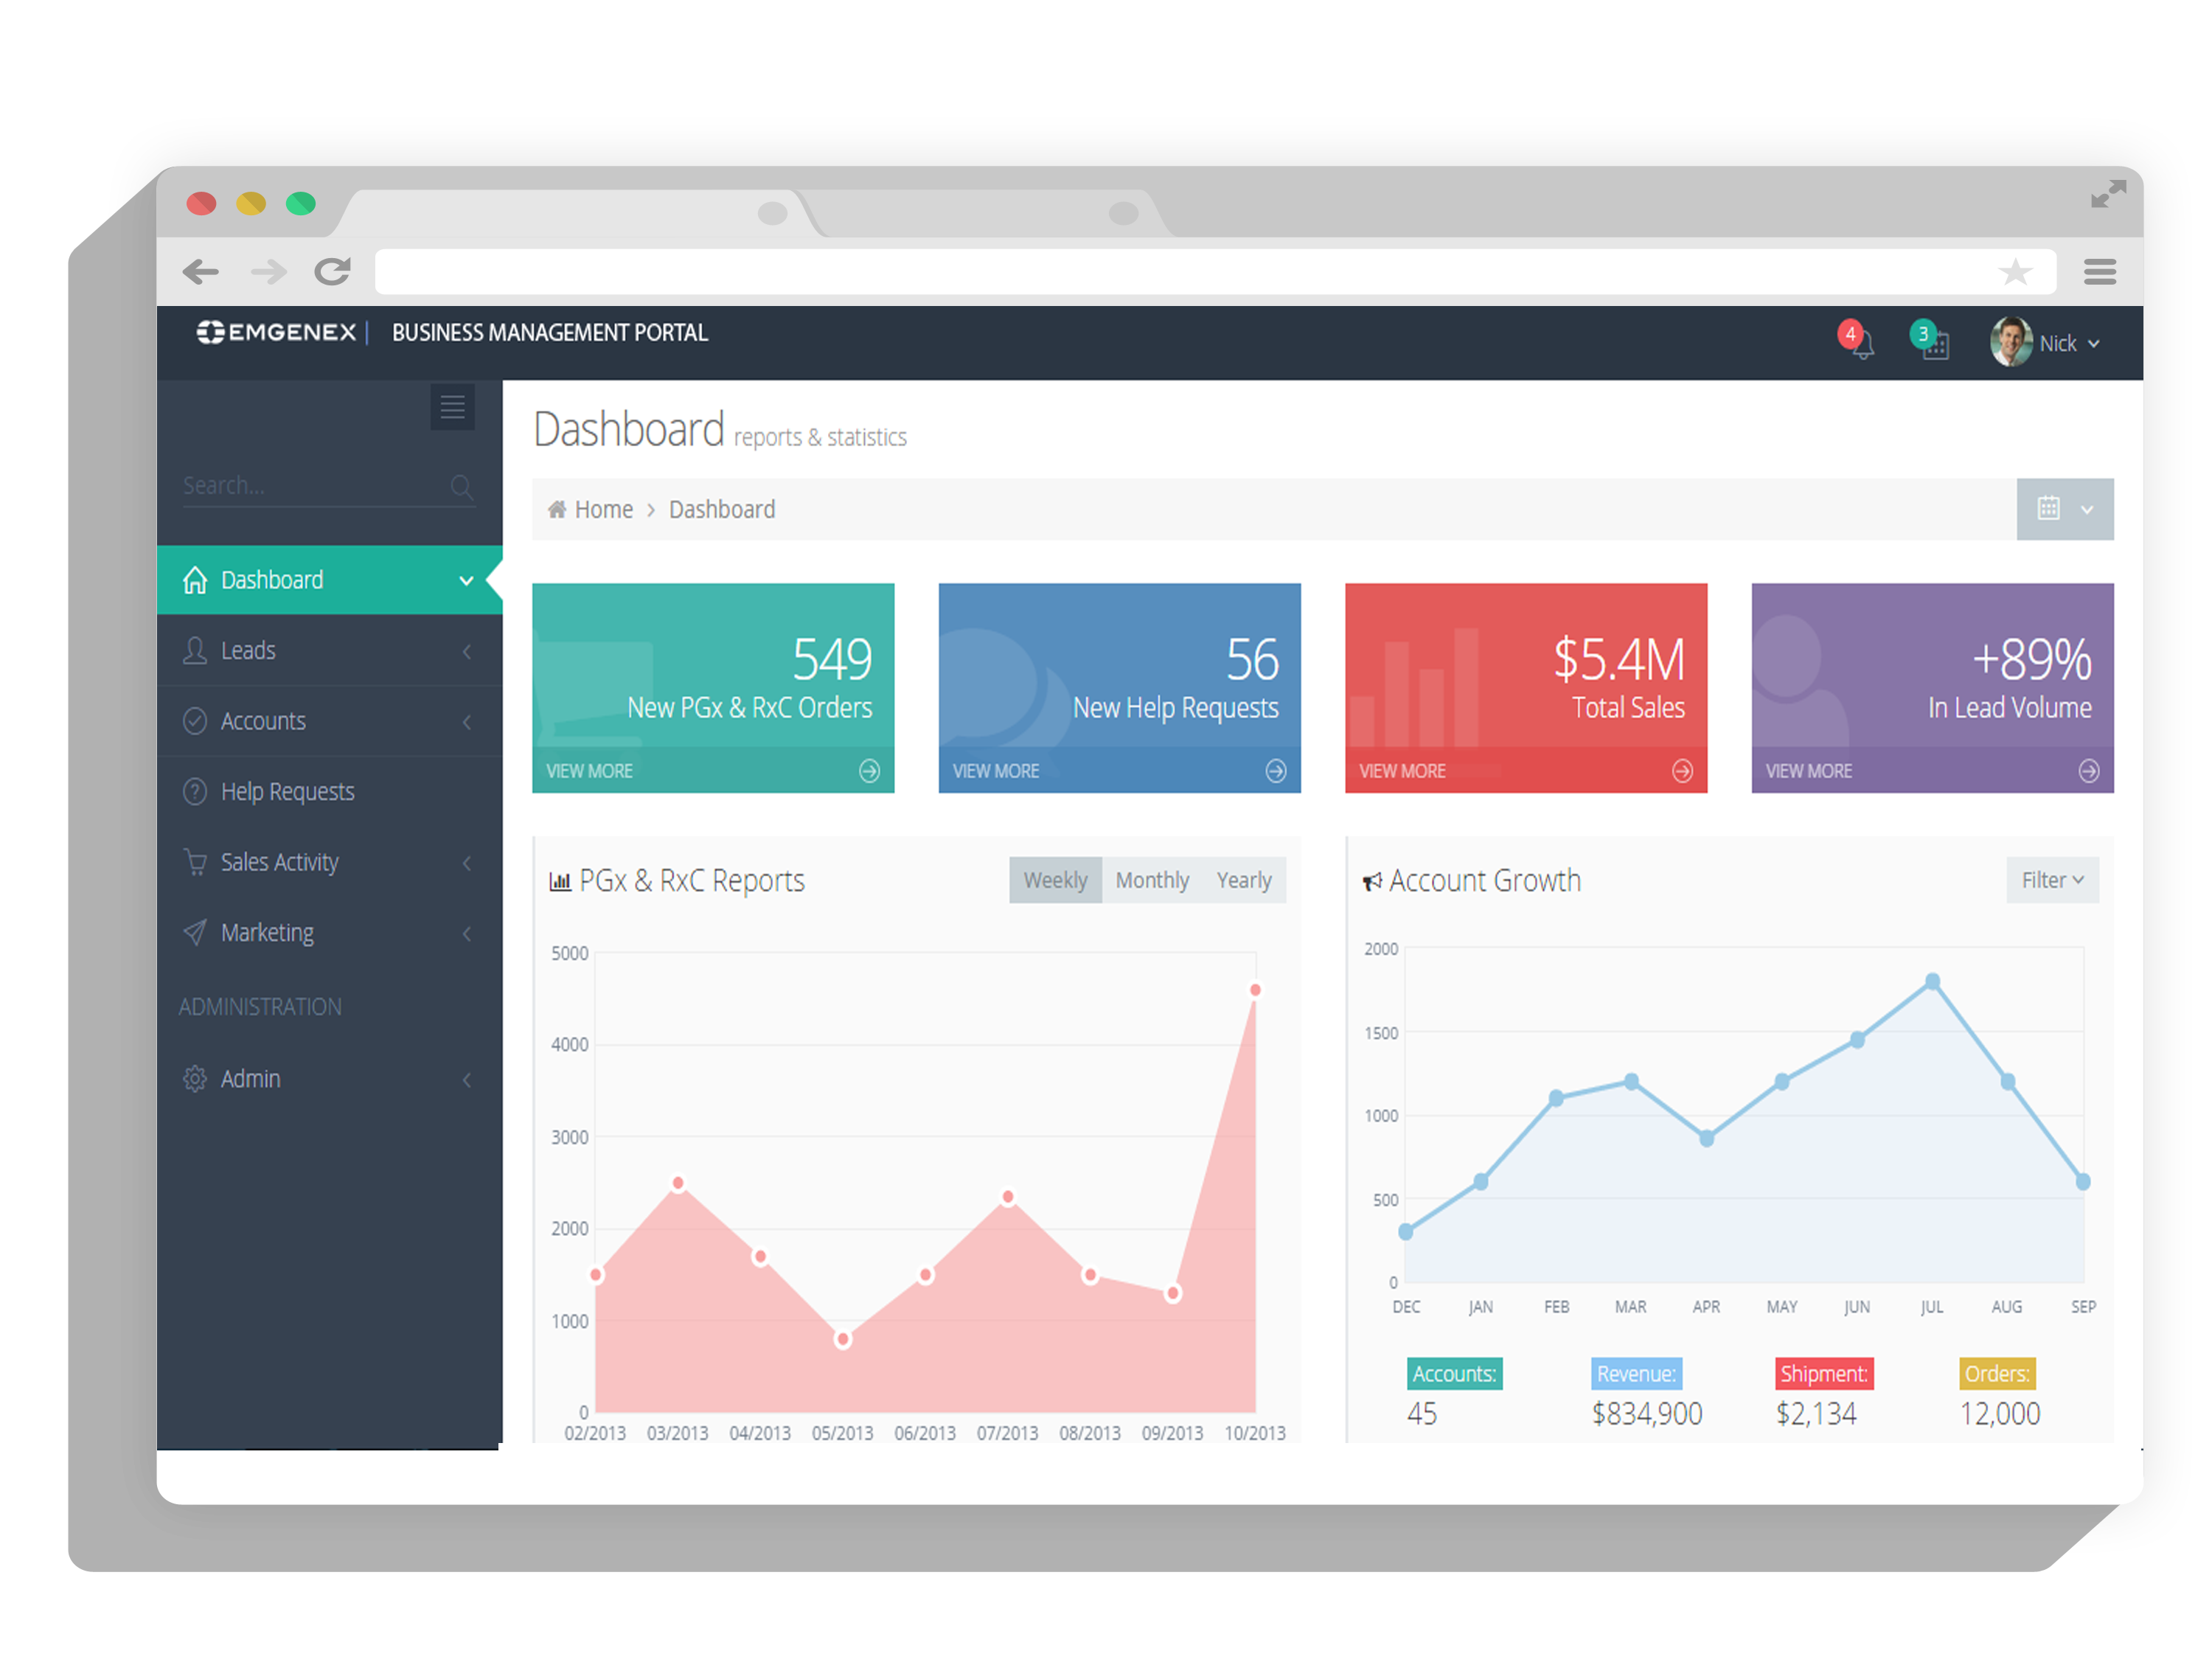 EMGENEX | BUSINESS MANAGEMENT PORTAL
4
3
Nick
Search...
Dashboard
Leads
Accounts
Help Requests
Sales Activity
Marketing
ADMINISTRATION
Admin
Dashboard reports & statistics
Home > Dashboard
549
New PGx & RxC Orders
VIEW MORE
56
New Help Requests
VIEW MORE
$5.4M
Total Sales
VIEW MORE
+89%
In Lead Volume
VIEW MORE
PGx & RxC Reports
Weekly Monthly Yearly
5000
4000
3000
2000
1000
0
02/2013 03/2013 04/2013 05/2013 06/2013 07/2013 08/2013 09/2013 10/2013
Account Growth
Filter
2000
1500
1000
500
0
DEC JAN FEB MAR APR MAY JUN JUL AUG SEP
Accounts: Revenue: Shipment: Orders:
45 $834,900 $2,134 12,000